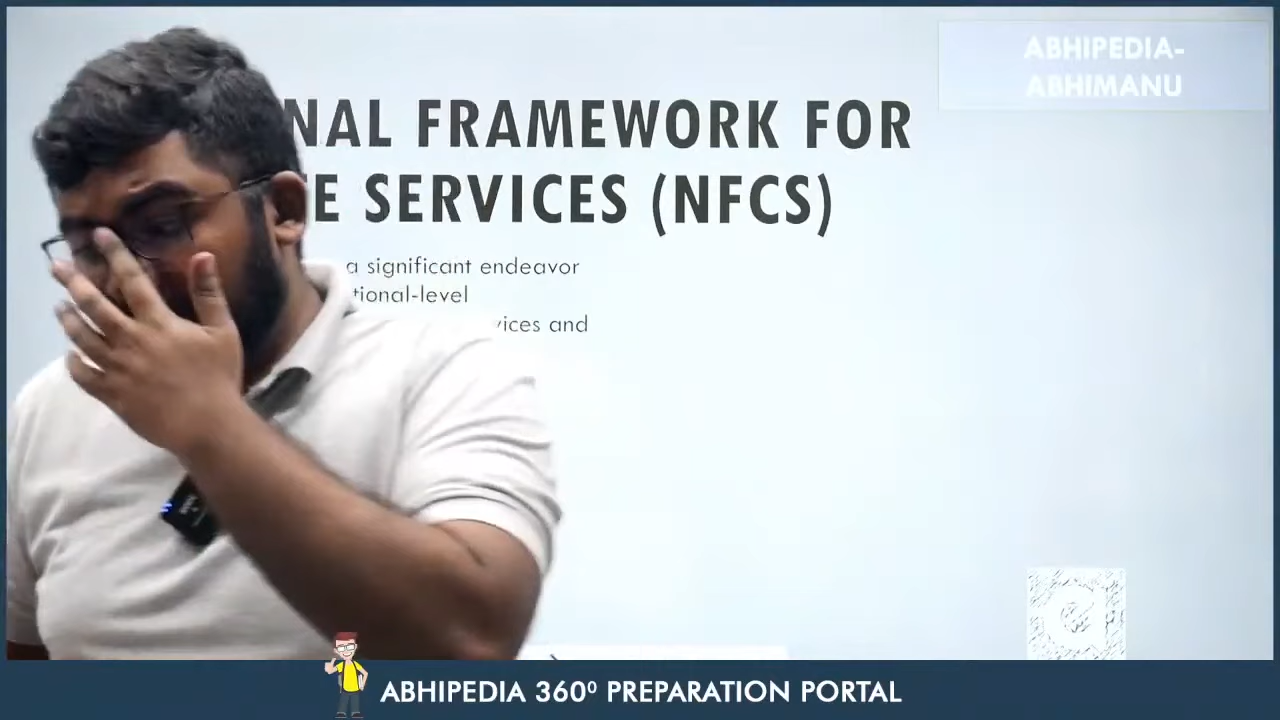 ABHIPEDIA-
ABHIMANU
NAL FRAMEWORK FOR
E SERVICES (NFCS)
a significant endeavor
tional-level
vices and
ABHIPEDIA 360⁰ PREPARATION PORTAL